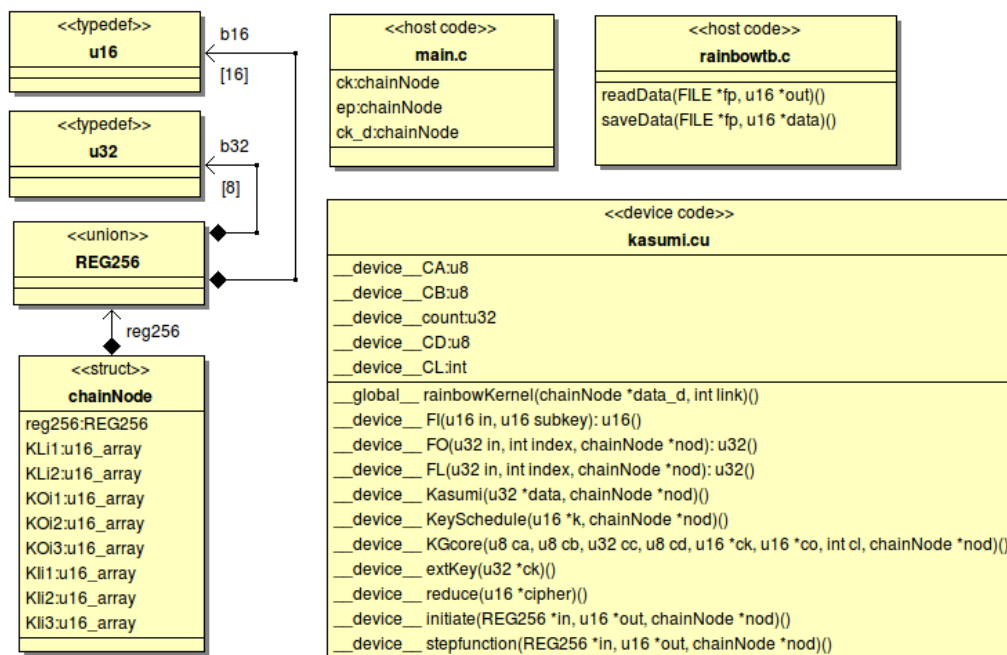 <<typedef>>
u16
b16
[16]
<<typedef>>
u32
b32
[8]
<<union>>
REG256
reg256
<<struct>>
chainNode
reg256:REG256
KLi1:u16_array
KLi2:u16_array
KOi1:u16_array
KOi2:u16_array
KOi3:u16_array
KIi1:u16_array
KIi2:u16_array
KIi3:u16_array
<<host code>>
main.c
ck:chainNode
ep:chainNode
ck_d:chainNode
<<host code>>
rainbowtb.c
readData(FILE *fp, u16 *out)()
saveData(FILE *fp, u16 *data)()
<<device code>>
kasumi.cu
__device__CA:u8
__device__CB:u8
__device__count:u32
__device__CD:u8
__device__CL:int
__global__ rainbowKernel(chainNode *data_d, int link)()
__device__ FI(u16 in, u16 subkey): u16()
__device__ FO(u32 in, int index, chainNode *nod): u32()
__device__ FL(u32 in, int index, chainNode *nod): u32()
__device__ Kasumi(u32 *data, chainNode *nod)()
__device__ KeySchedule(u16 *k, chainNode *nod)()
__device__ KGcore(u8 ca, u8 cb, u32 cc, u8 cd, u16 *ck, u16 *co, int cl, chainNode *nod)()
__device__ extKey(u32 *ck)()
__device__ reduce(u16 *cipher)()
__device__ initiate(REG256 *in, u16 *out, chainNode *nod)()
__device__ stepfunction(REG256 *in, u16 *out, chainNode *nod)()